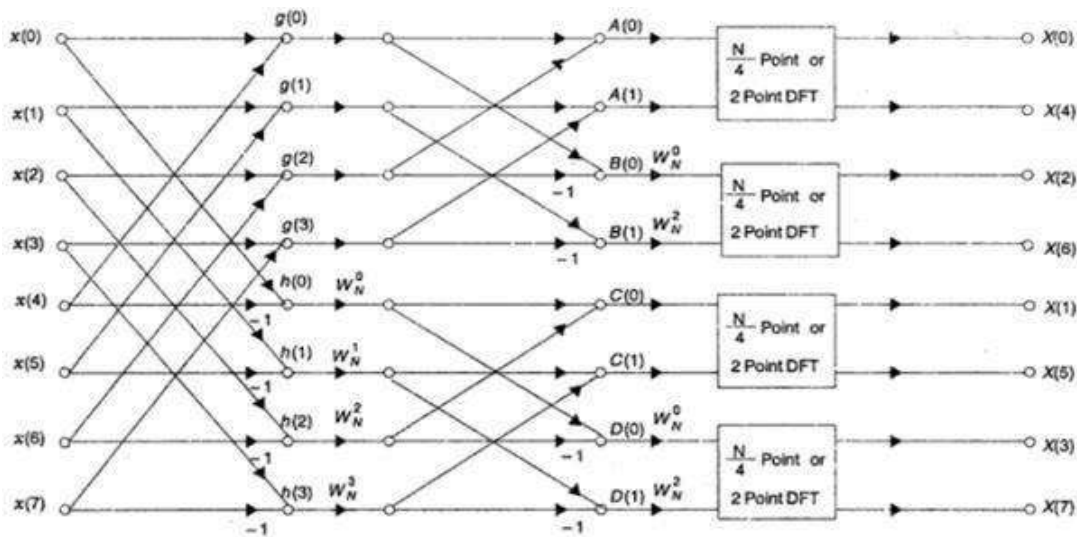 x(0) g(0) A(0) X(0)
N/4 Point or
2 Point DFT
x(1) g(1) A(1) X(4)
x(2) g(2) B(0) W_N^0 X(2)
-1
N/4 Point or
2 Point DFT
x(3) g(3) B(1) W_N^2 X(6)
-1
x(4) h(0) W_N^0 C(0) X(1)
-1
N/4 Point or
2 Point DFT
x(5) h(1) W_N^1 C(1) X(5)
-1
x(6) h(2) W_N^2 D(0) W_N^0 X(3)
-1 -1
N/4 Point or
2 Point DFT
x(7) h(3) W_N^3 D(1) W_N^2 X(7)
-1 -1